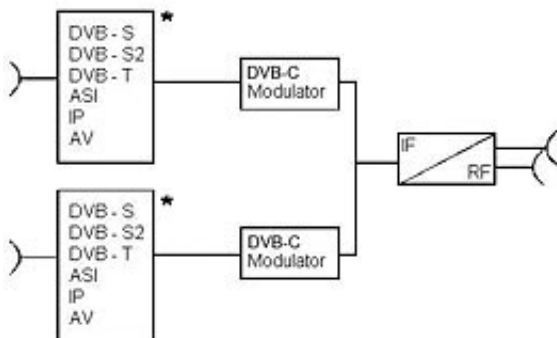 *
DVB - S
DVB - S2
DVB - T
ASI
IP
AV
DVB-C
Modulator
IF
RF
*
DVB - S
DVB - S2
DVB - T
ASI
IP
AV
DVB-C
Modulator